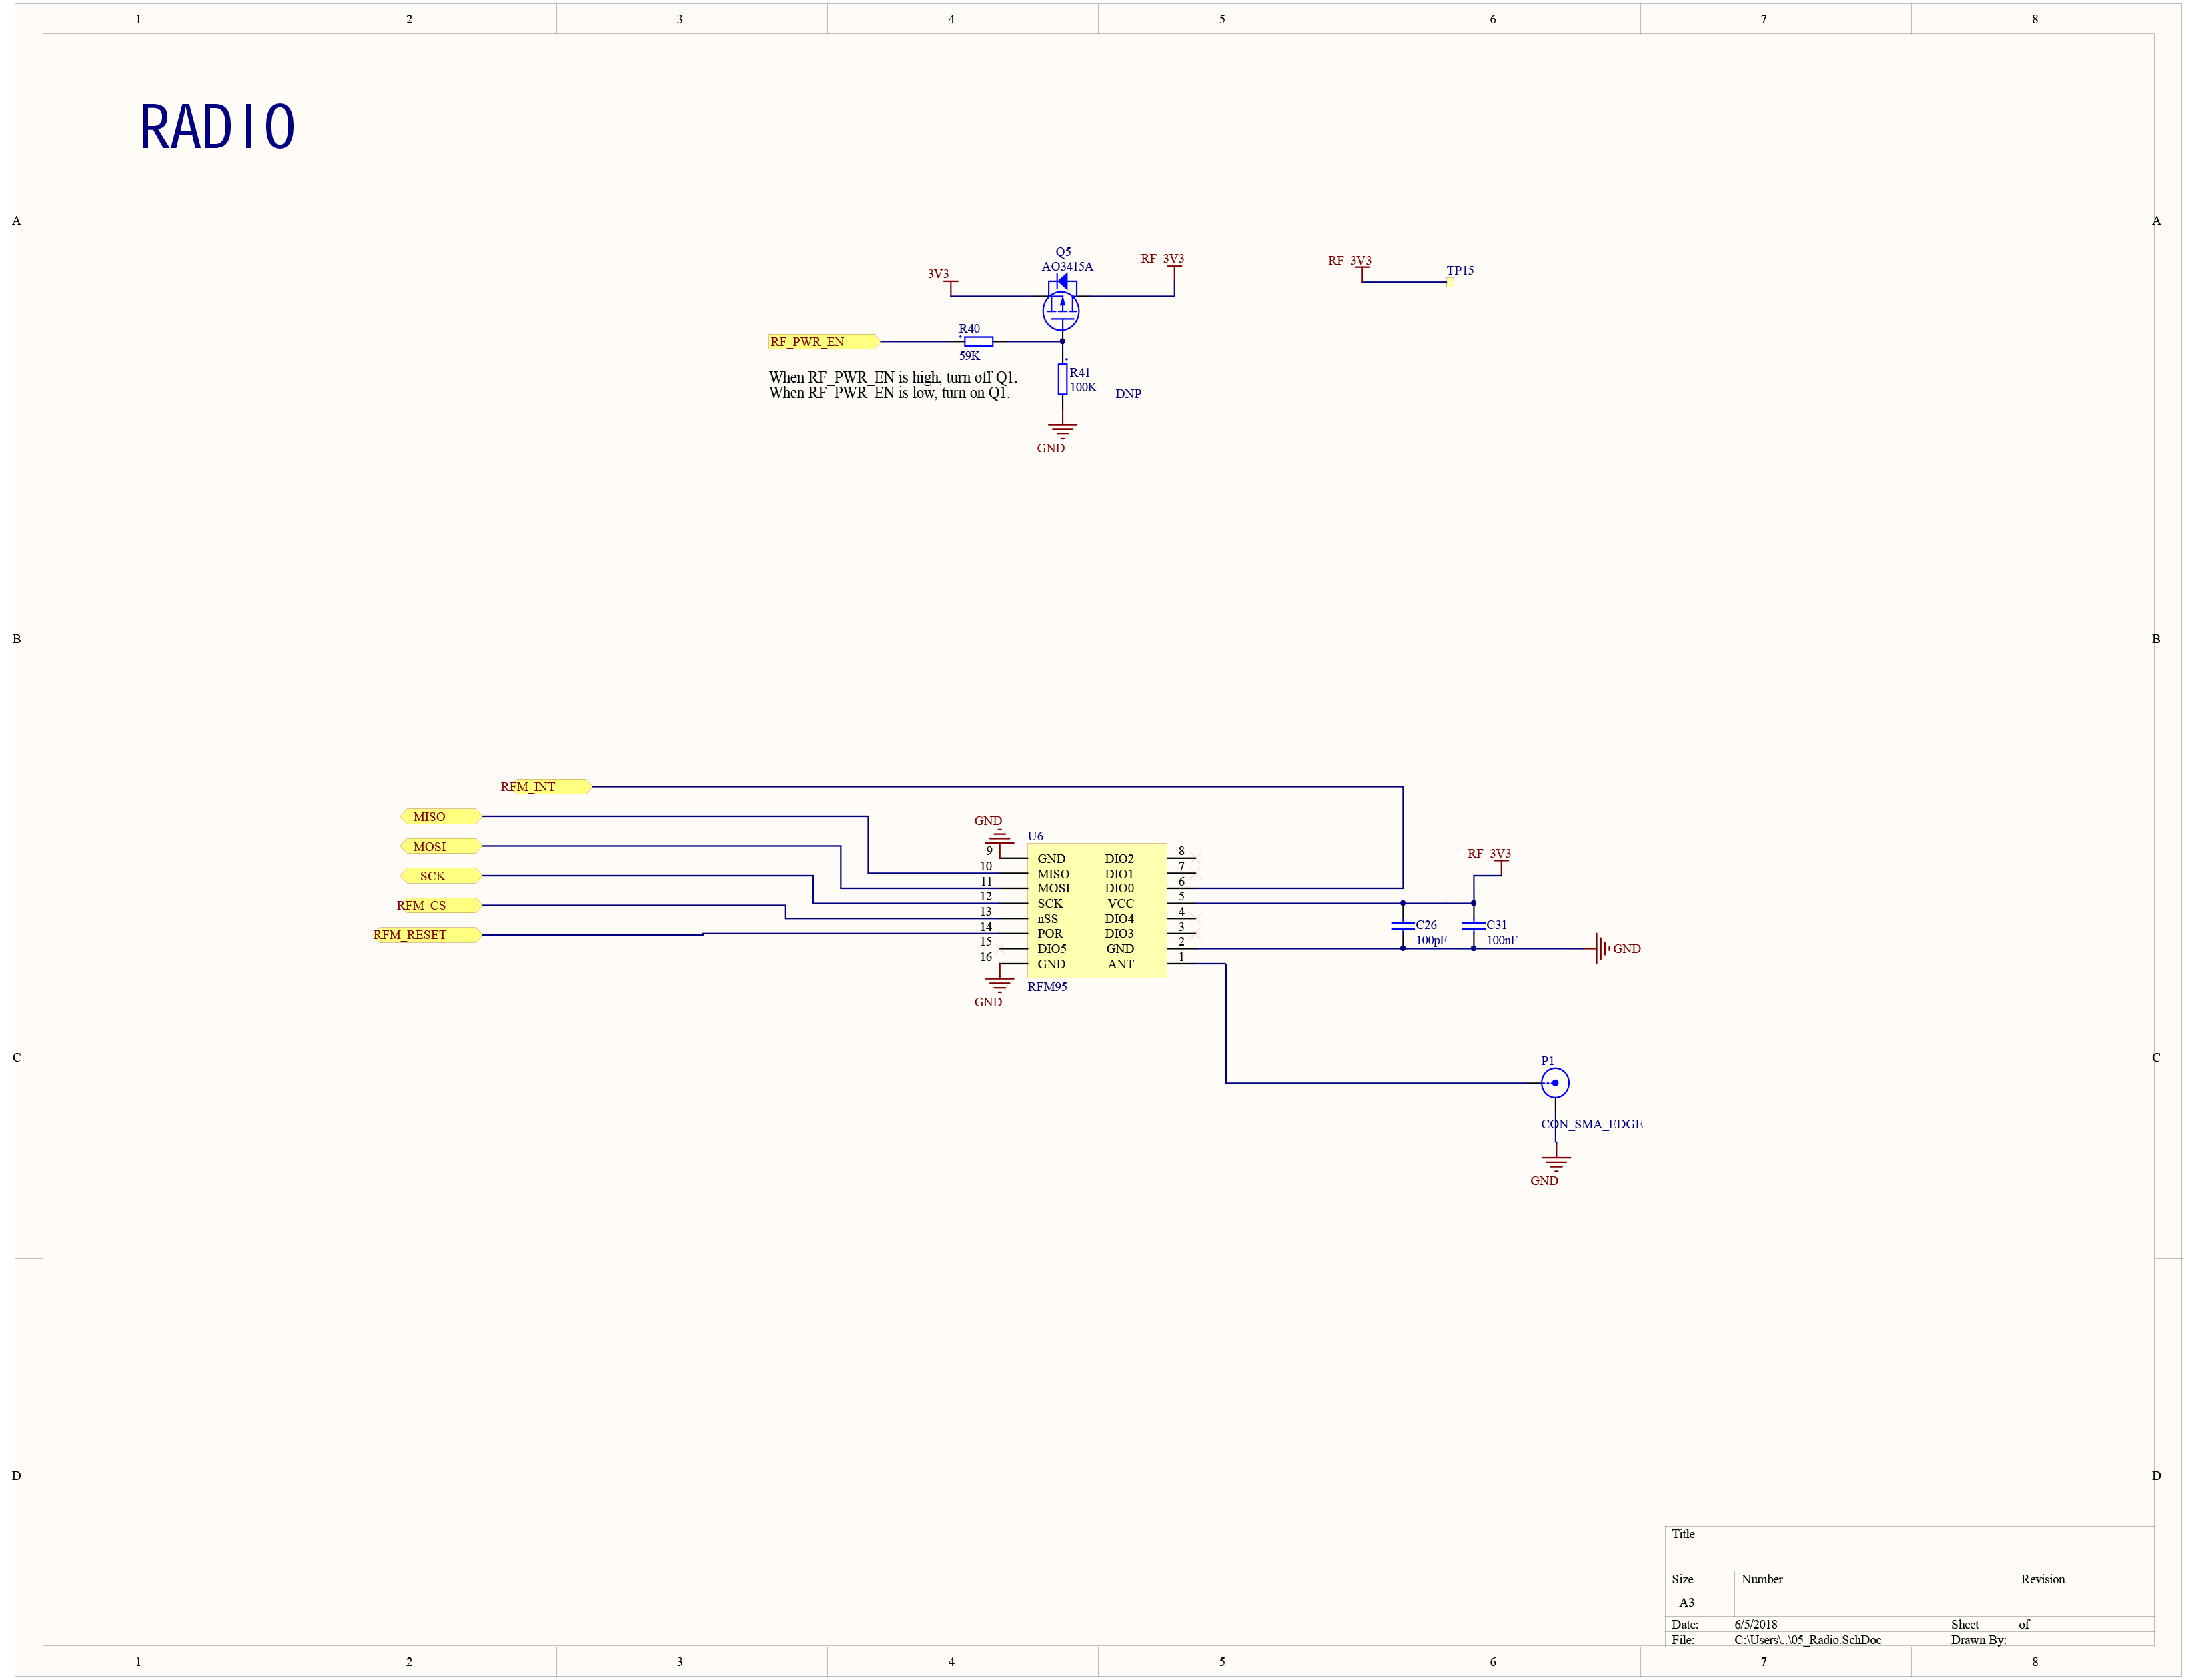 1 2 3 4 5 6 7 8
RADIO
A A
Q5
AO3415A
3V3
RF_3V3
RF_3V3
TP15
RF_PWR_EN
R40
59K
When RF_PWR_EN is high, turn off Q1.
When RF_PWR_EN is low, turn on Q1.
R41
100K
DNP
GND
B B
RFM_INT
MISO
MOSI
SCK
RFM_CS
RFM_RESET
GND
U6
9 GND DIO2 8
10 MISO DIO1 7
11 MOSI DIO0 6
12 SCK VCC 5
13 nSS DIO4 4
14 POR DIO3 3
15 DIO5 GND 2
16 GND ANT 1
GND
RFM95
RF_3V3
C26
100pF
C31
100nF
GND
C C
P1
CON_SMA_EDGE
GND
D D
Title
Size Number Revision
A3
Date: 6/5/2018 Sheet of
File: C:\Users\..\05_Radio.SchDoc Drawn By:
1 2 3 4 5 6 7 8